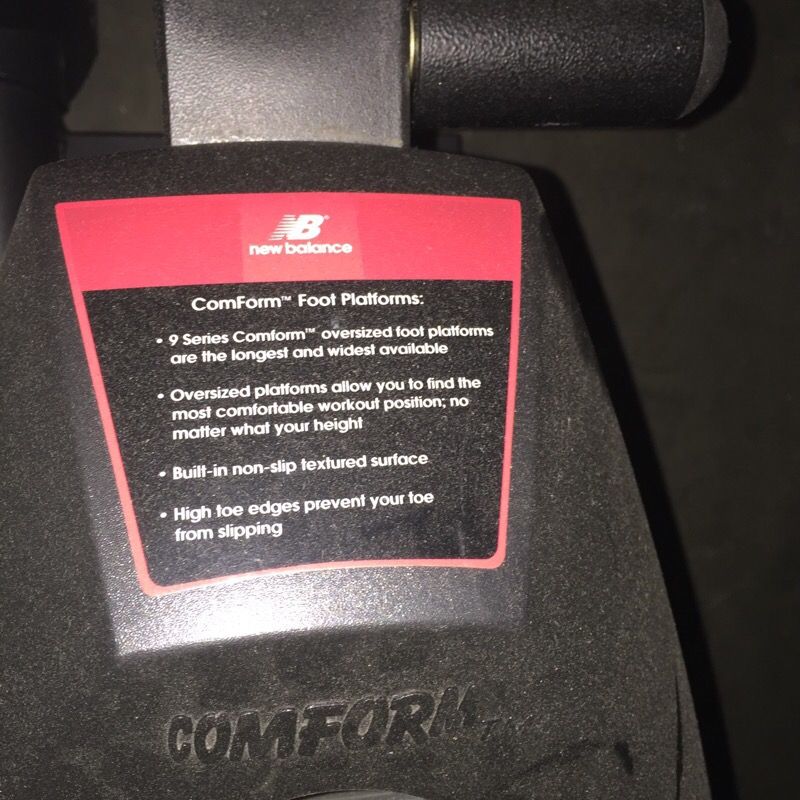 NB®
new balance
ComForm™ Foot Platforms:
• 9 Series Comform™ oversized foot platforms
are the longest and widest available
• Oversized platforms allow you to find the
most comfortable workout position; no
matter what your height
• Built-in non-slip textured surface
• High toe edges prevent your toe
from slipping
COMFORM™